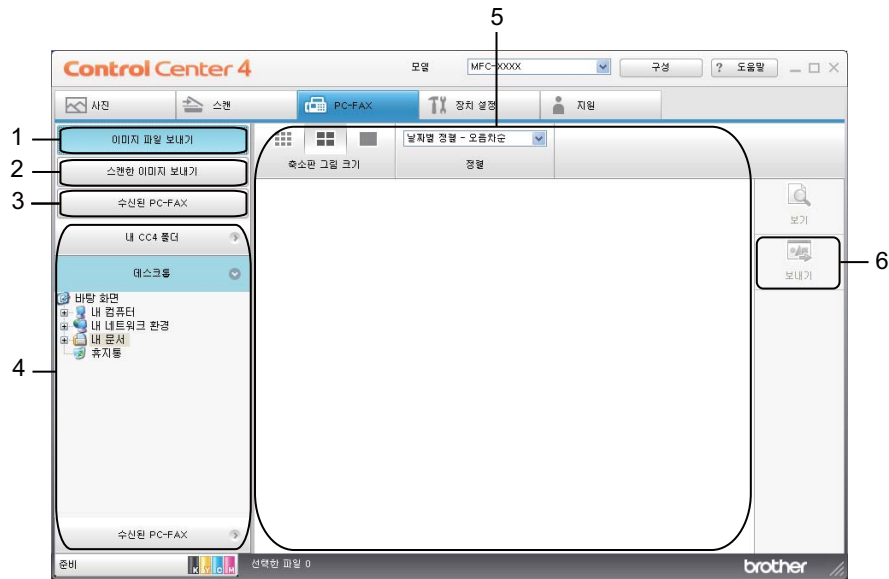 5
Control Center 4
모델 MFC-XXXX 구성 ? 도움말
사진 스캔 PC-FAX 장치 설정 지원
1 이미지 파일 보내기
날짜별 정렬 - 오름차순
축소판 그림 크기 정렬
2 스캔한 이미지 보내기
3 수신된 PC-FAX
보기
내 CC4 폴더
6
보내기
데스크톱
바탕 화면
내 컴퓨터
내 네트워크 환경
내 문서
휴지통
4
수신된 PC-FAX
준비 K Y C M 선택한 파일 0 brother